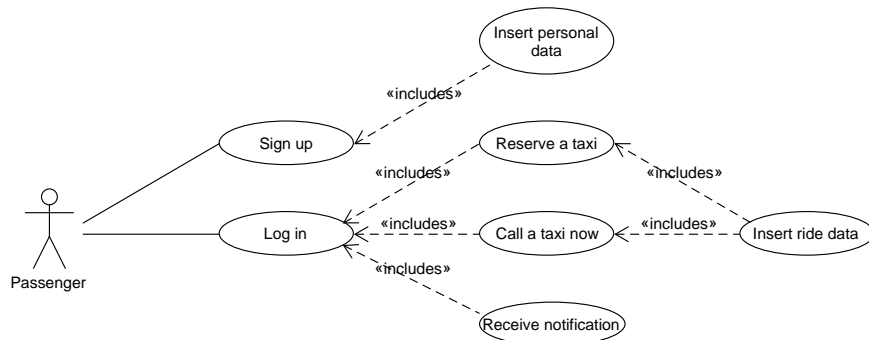 Insert personal
data
«includes»
Sign up
Reserve a taxi
«includes»
«includes»
Log in
«includes»
Call a taxi now
«includes»
Insert ride data
«includes»
Passenger
Receive notification